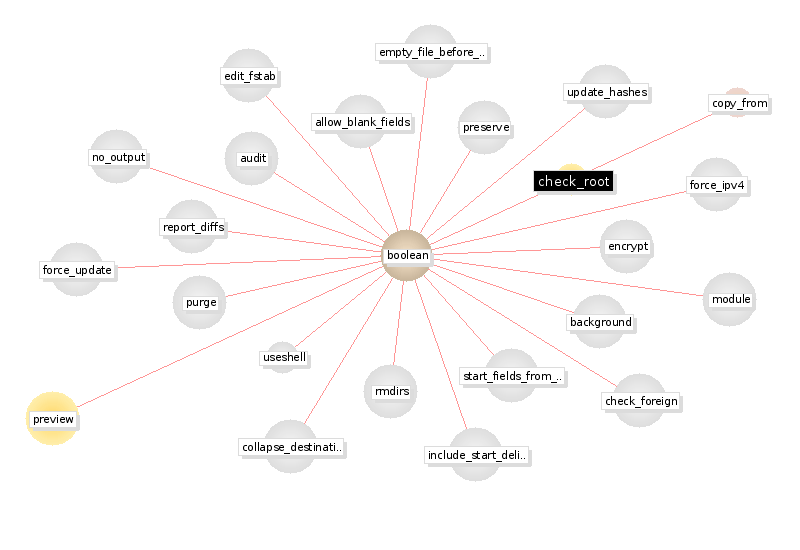 empty_file_before_..
edit_fstab
update_hashes
copy_from
allow_blank_fields
preserve
no_output
audit
check_root
force_ipv4
report_diffs
encrypt
boolean
force_update
purge
module
background
useshell
start_fields_from_..
rmdirs
check_foreign
preview
collapse_destinati..
include_start_deli..